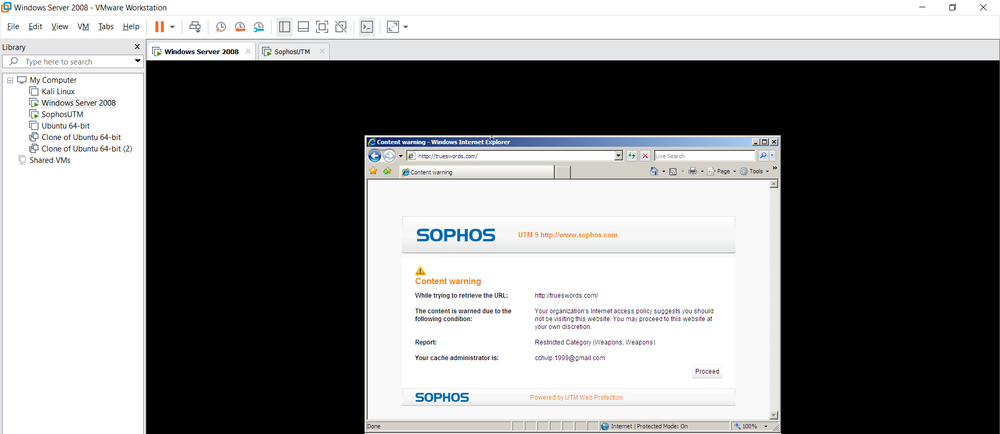 Windows Server 2008 - VMware Workstation
File Edit View VM Tabs Help
Library
Windows Server 2008
SophosUTM
Type here to search
My Computer
Kali Linux
Windows Server 2008
SophosUTM
Ubuntu 64-bit
Clone of Ubuntu 64-bit
Clone of Ubuntu 64-bit (2)
Shared VMs
Content warning - Windows Internet Explorer
http://trueswords.com/
Live Search
Content warning
Page
Tools
SOPHOS
UTM 9 http://www.sophos.com
Content warning
While trying to retrieve the URL: http://trueswords.com/
The content is warned due to the following condition:
Your organization's Internet access policy suggests you should
not be visiting this website. You may proceed to this website at
your own discretion.
Report: Restricted Category (Weapons, Weapons)
Your cache administrator is: cchvip.1999@gmail.com
Proceed
SOPHOS
Powered by UTM Web Protection
Done
Internet | Protected Mode: On
100%